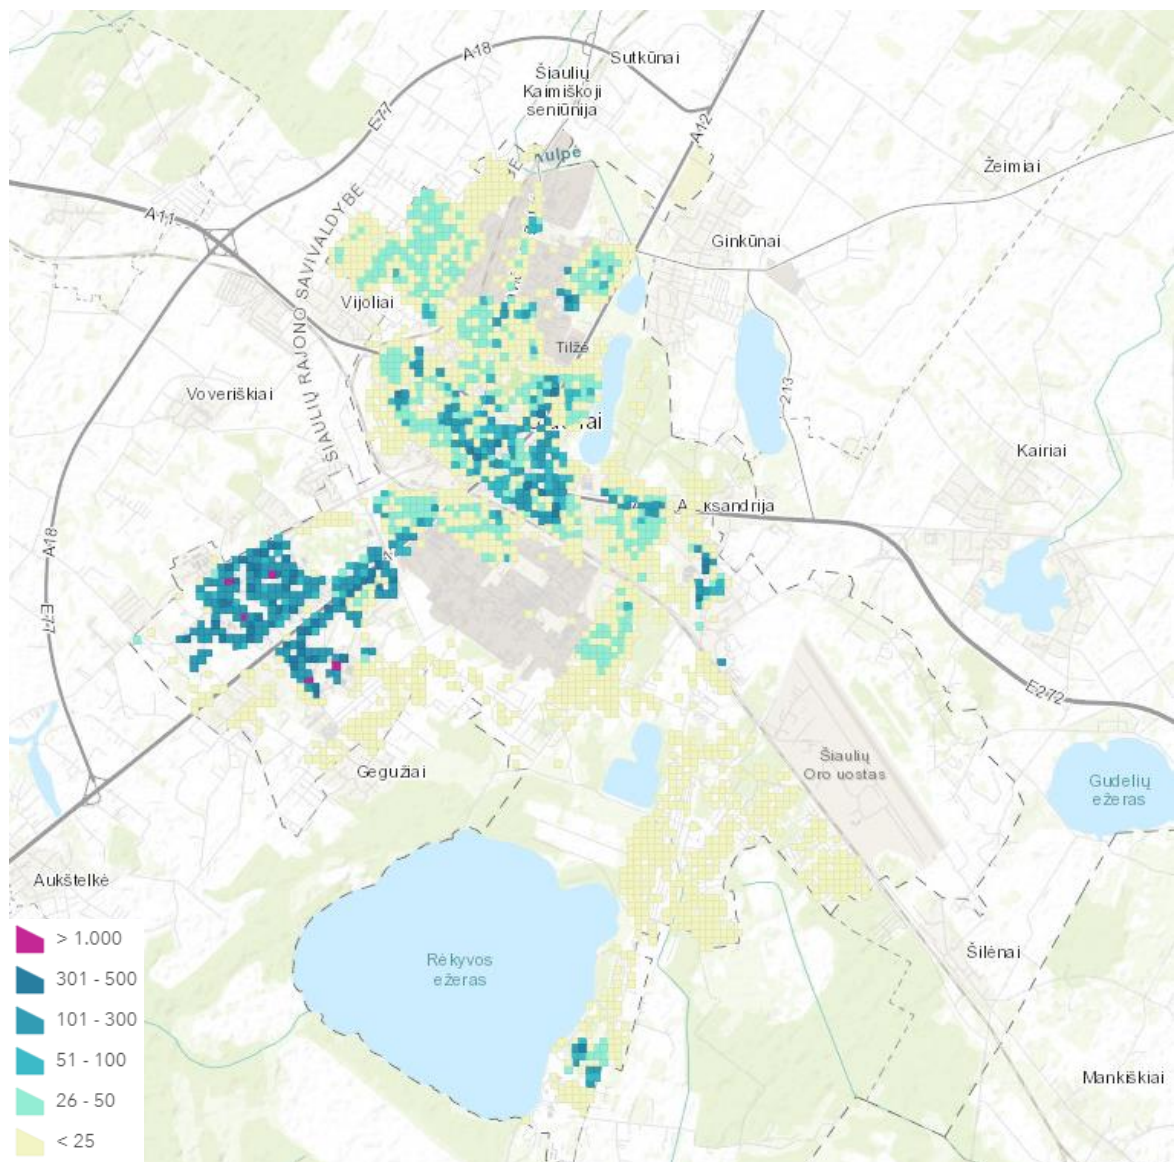 A18
Sutkūnai
Šiaulių
Kaimiškoji
seniūnija
E77
A12
Žeimiai
A11
Ginkūnai
ŠIAULIŲ RAJONO SAVIVALDYBĖ
Vijoliai
Tilžė
Voveriškiai
213
Kairiai
A18
E77
E272
Šiaulių
Oro uostas
Gegužiai
Gudelių
ežeras
Aukštelkė
Rėkyvos
ežeras
Šilėnai
Mankiškiai
> 1.000
301 - 500
101 - 300
51 - 100
26 - 50
< 25